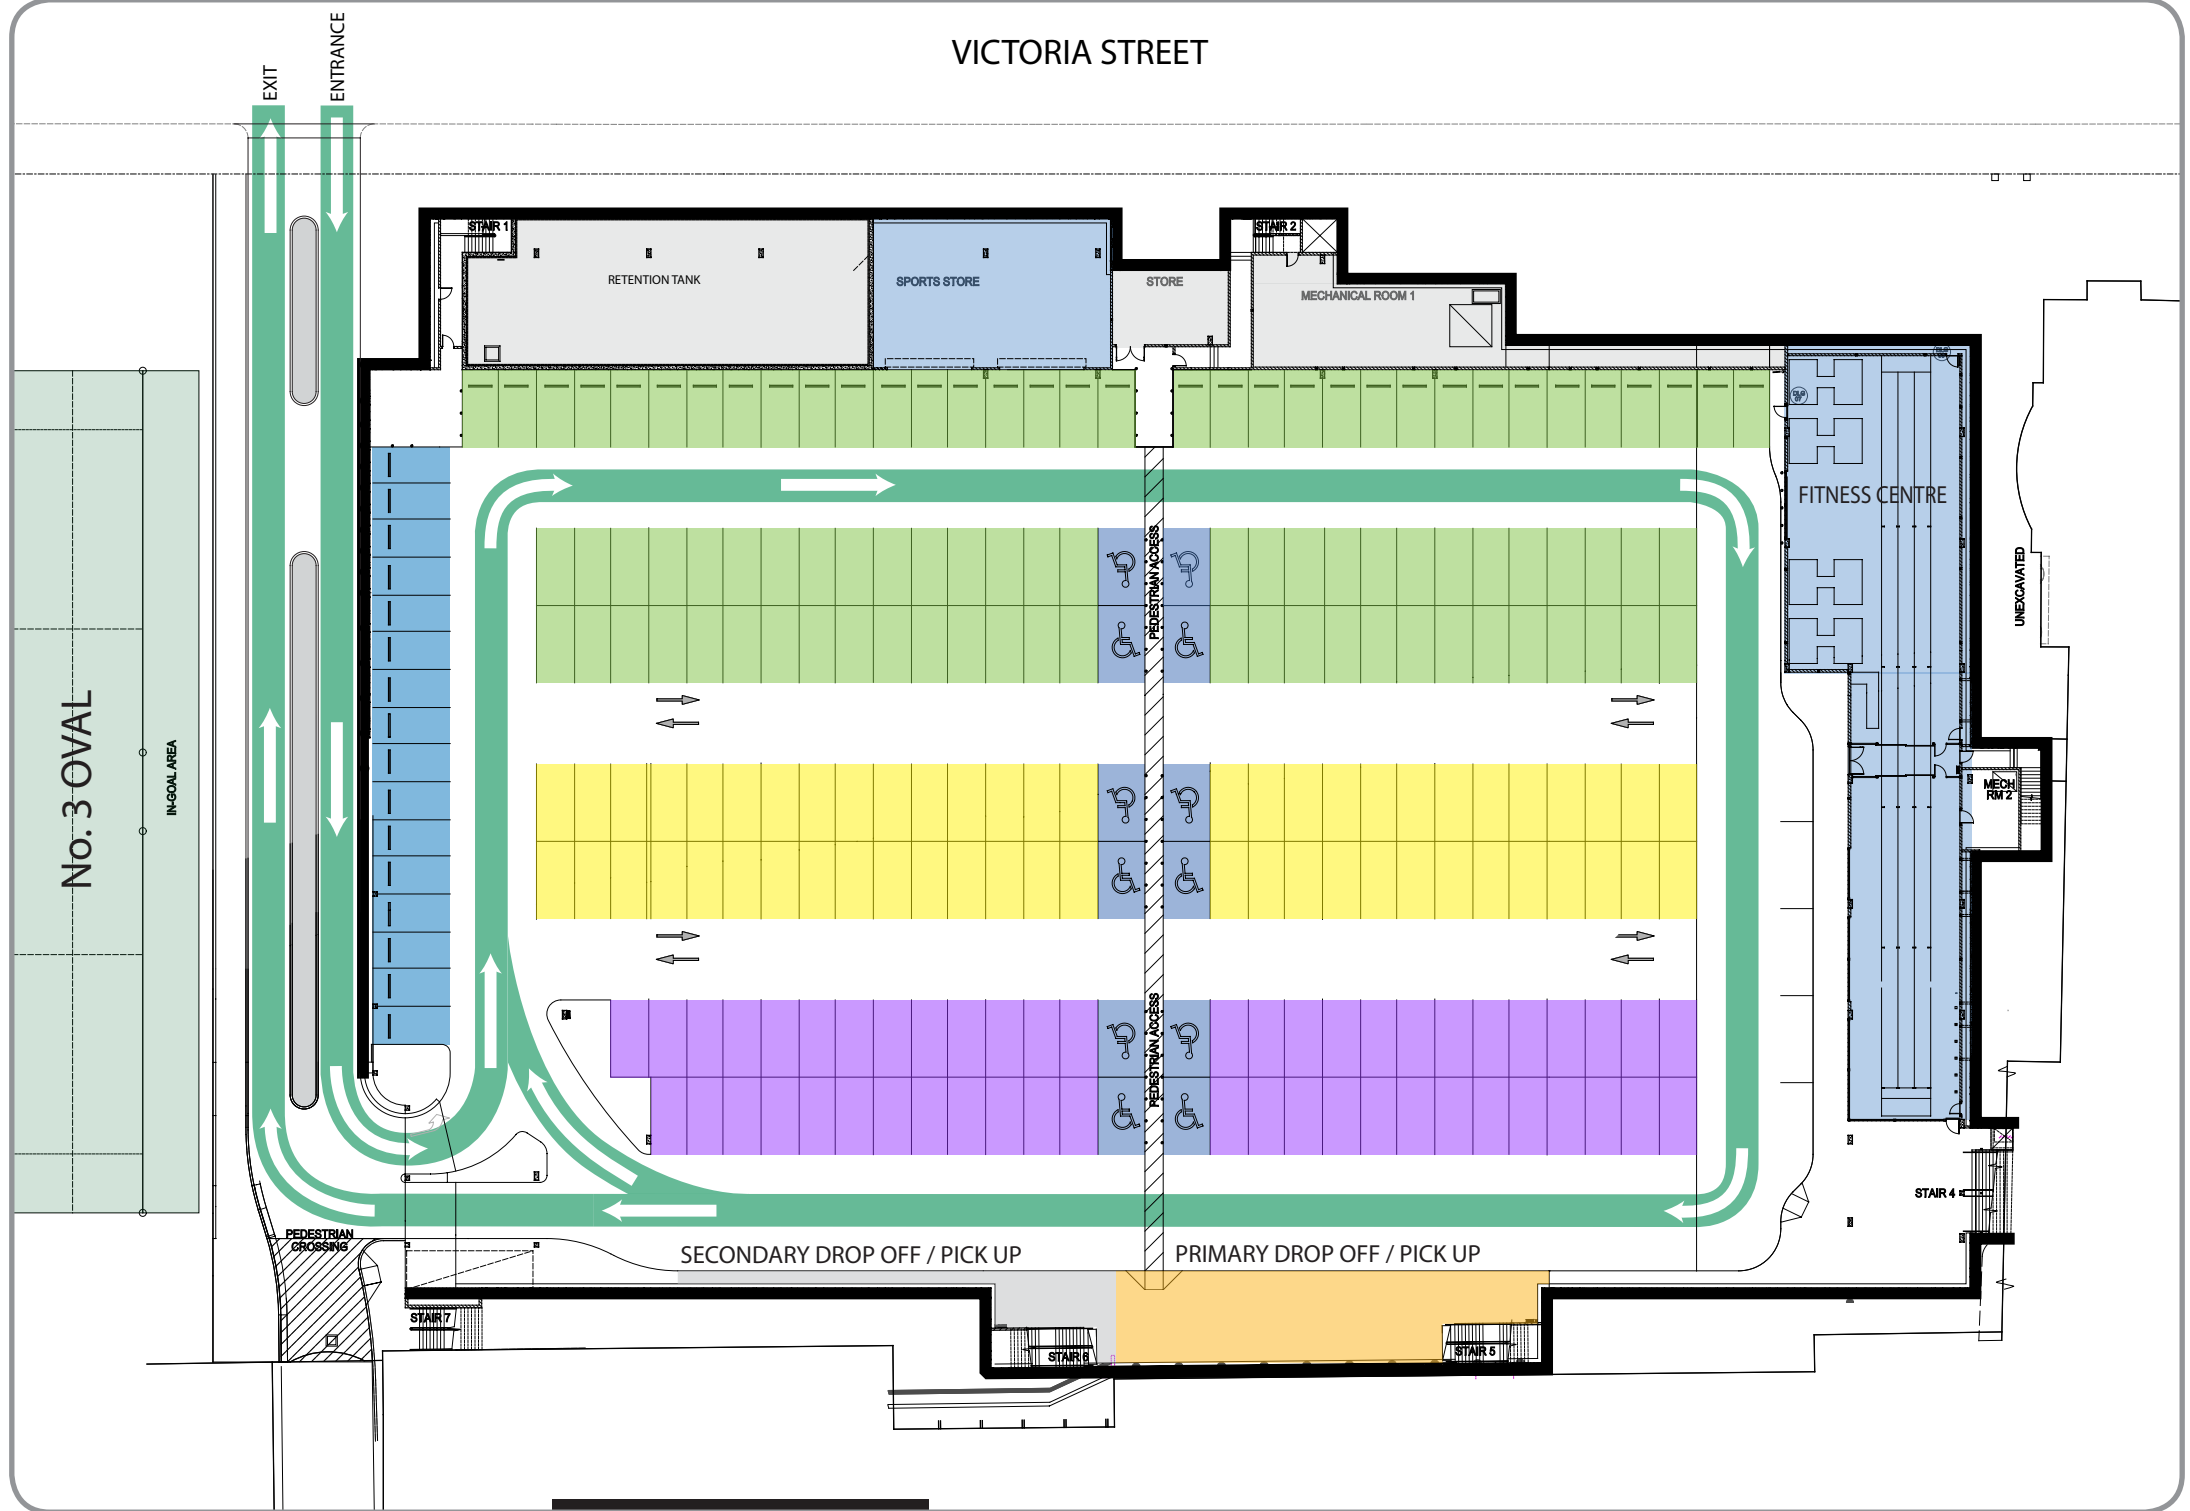 VICTORIA STREET
EXIT
ENTRANCE
STAIR 1
STAIR 2
RETENTION TANK
SPORTS STORE
STORE
MECHANICAL ROOM 1
FITNESS CENTRE
PEDESTRIAN ACCESS
UNEXCAVATED
No. 3 OVAL
IN-GOAL AREA
MECH
RM 2
PEDESTRIAN ACCESS
STAIR 4
PEDESTRIAN
CROSSING
SECONDARY DROP OFF / PICK UP
PRIMARY DROP OFF / PICK UP
STAIR 7
STAIR 6
STAIR 5